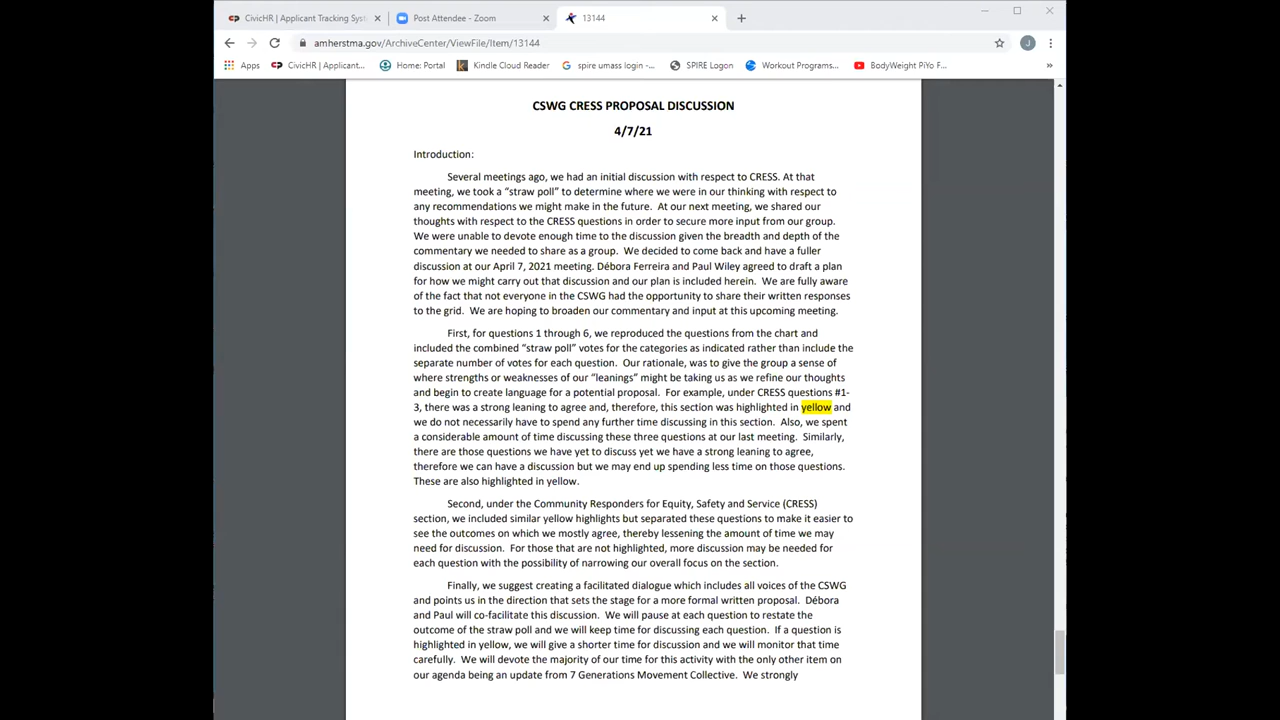 CivicHR | Applicant Tracking Syst
Post Attendee - Zoom
13144
amherstma.gov/ArchiveCenter/ViewFile/Item/13144
J
Apps
CivicHR | Applicant...
Home: Portal
Kindle Cloud Reader
spire umass login -...
SPIRE Logon
Workout Programs...
BodyWeight PiYo F...
CSWG CRESS PROPOSAL DISCUSSION
4/7/21
Introduction:
Several meetings ago, we had an initial discussion with respect to CRESS. At that
meeting, we took a “straw poll” to determine where we were in our thinking with respect to
any recommendations we might make in the future. At our next meeting, we shared our
thoughts with respect to the CRESS questions in order to secure more input from our group.
We were unable to devote enough time to the discussion given the breadth and depth of the
commentary we needed to share as a group. We decided to come back and have a fuller
discussion at our April 7, 2021 meeting. Débora Ferreira and Paul Wiley agreed to draft a plan
for how we might carry out that discussion and our plan is included herein. We are fully aware
of the fact that not everyone in the CSWG had the opportunity to share their written responses
to the grid. We are hoping to broaden our commentary and input at this upcoming meeting.
First, for questions 1 through 6, we reproduced the questions from the chart and
included the combined “straw poll” votes for the categories as indicated rather than include the
separate number of votes for each question. Our rationale, was to give the group a sense of
where strengths or weaknesses of our “leanings” might be taking us as we refine our thoughts
and begin to create language for a potential proposal. For example, under CRESS questions #1-
3, there was a strong leaning to agree and, therefore, this section was highlighted in yellow and
we do not necessarily have to spend any further time discussing in this section. Also, we spent
a considerable amount of time discussing these three questions at our last meeting. Similarly,
there are those questions we have yet to discuss yet we have a strong leaning to agree,
therefore we can have a discussion but we may end up spending less time on those questions.
These are also highlighted in yellow.
Second, under the Community Responders for Equity, Safety and Service (CRESS)
section, we included similar yellow highlights but separated these questions to make it easier to
see the outcomes on which we mostly agree, thereby lessening the amount of time we may
need for discussion. For those that are not highlighted, more discussion may be needed for
each question with the possibility of narrowing our overall focus on the section.
Finally, we suggest creating a facilitated dialogue which includes all voices of the CSWG
and points us in the direction that sets the stage for a more formal written proposal. Débora
and Paul will co-facilitate this discussion. We will pause at each question to restate the
outcome of the straw poll and we will keep time for discussing each question. If a question is
highlighted in yellow, we will give a shorter time for discussion and we will monitor that time
carefully. We will devote the majority of our time for this activity with the only other item on
our agenda being an update from 7 Generations Movement Collective. We strongly